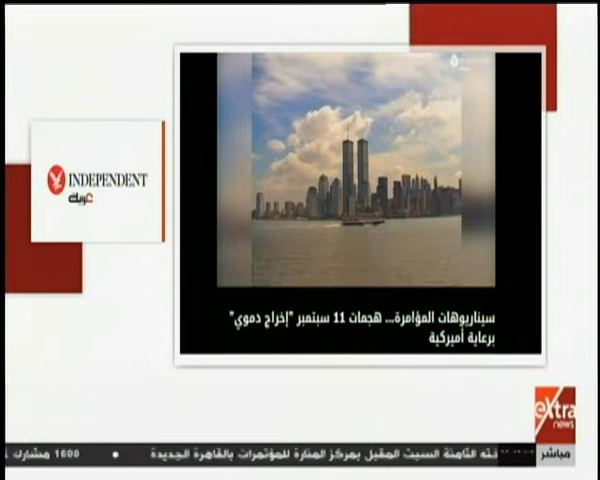 INDEPENDENT
عربية
سيناريوهات المؤامرة... هجمات 11 سبتمبر "إخراج دموي"
برعاية أميركية
eXtra
news
مباشر
الثامنة السبت المقبل بمركز المنارة للمؤتمرات بالقاهرة الجديدة • 1600 مشارك